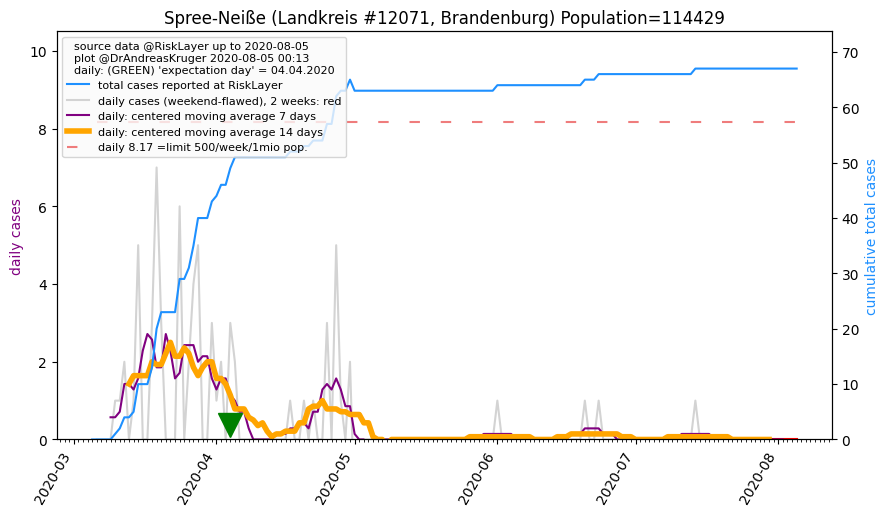 Spree-Neiße (Landkreis #12071, Brandenburg) Population=114429
source data @RiskLayer up to 2020-08-05
plot @DrAndreasKruger 2020-08-05 00:13
daily: (GREEN) 'expectation day' = 04.04.2020
total cases reported at RiskLayer
daily cases (weekend-flawed), 2 weeks: red
daily: centered moving average 7 days
daily: centered moving average 14 days
daily 8.17 =limit 500/week/1mio pop.
daily cases
10
8
6
4
2
0
cumulative total cases
70
60
50
40
30
20
10
0
2020-03
2020-04
2020-05
2020-06
2020-07
2020-08